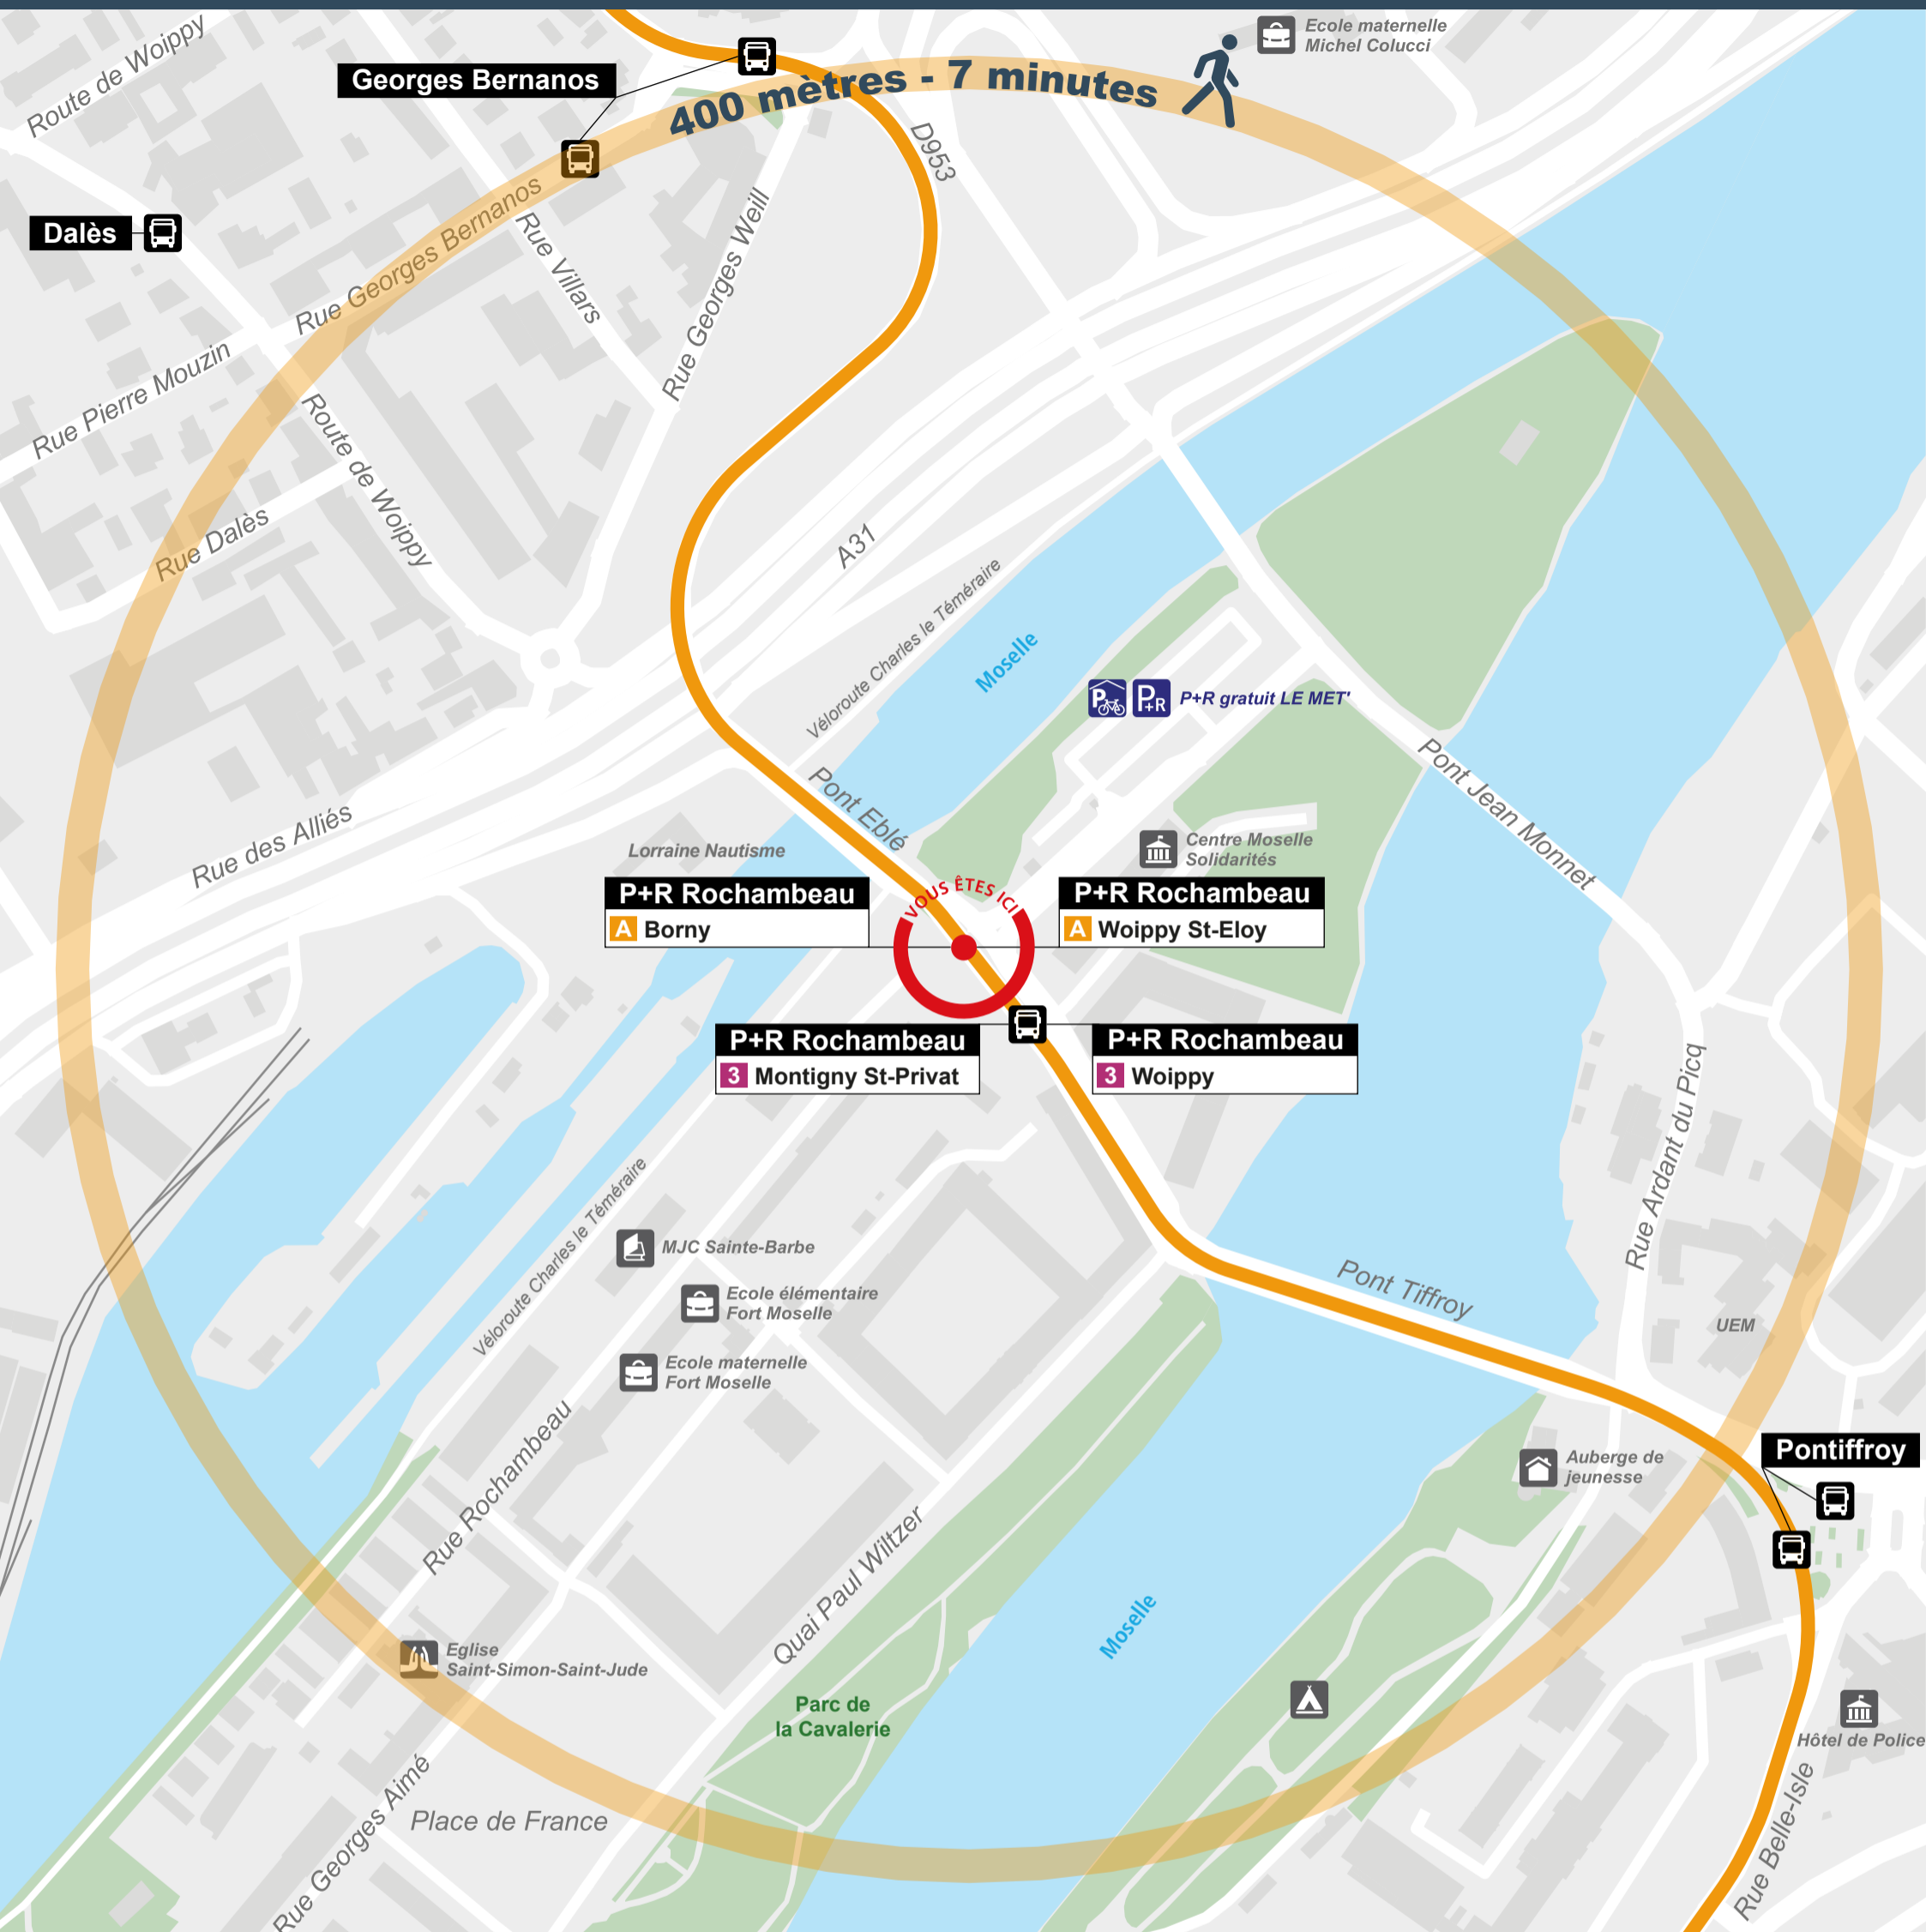 Ecole maternelle
Michel Colucci
Route de Woippy
Georges Bernanos
400 mètres - 7 minutes
D953
Dalès
Rue Georges Bernanos
Rue Villars
Rue Georges Weill
Rue Pierre Mouzin
Route de Woippy
Rue Dalès
A31
Véloroute Charles le Téméraire
Moselle
P
P+R
P+R gratuit LE MET'
Pont Jean Monnet
Pont Eblé
Rue des Alliés
Lorraine Nautisme
Centre Moselle
Solidarités
VOUS ÊTES ICI
P+R Rochambeau
A Borny
P+R Rochambeau
A Woippy St-Eloy
P+R Rochambeau
3 Montigny St-Privat
P+R Rochambeau
3 Woippy
Rue Ardant du Picq
Véloroute Charles le Téméraire
MJC Sainte-Barbe
Ecole élémentaire
Fort Moselle
Ecole maternelle
Fort Moselle
Pont Tiffroy
UEM
Rue Rochambeau
Auberge de
jeunesse
Pontiffroy
Quai Paul Wiltzer
Moselle
Eglise
Saint-Simon-Saint-Jude
Parc de
la Cavalerie
Hôtel de Police
Rue Georges Aimé
Place de France
Rue Belle-Isle